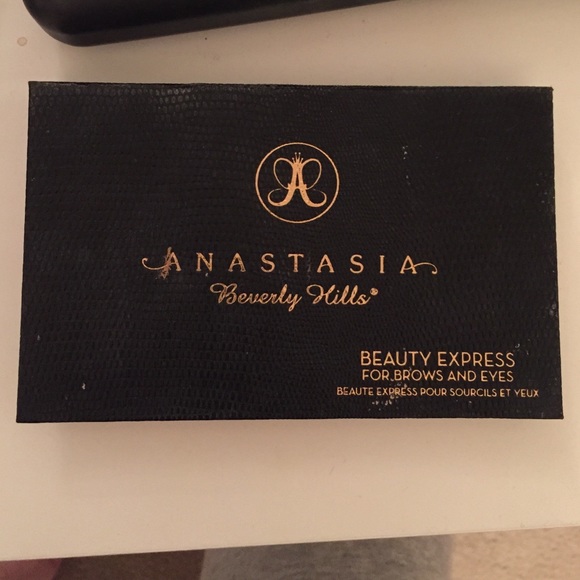 ANASTASIA
Beverly Hills®
BEAUTY EXPRESS
FOR BROWS AND EYES
BEAUTE EXPRESS POUR SOURCILS ET YEUX